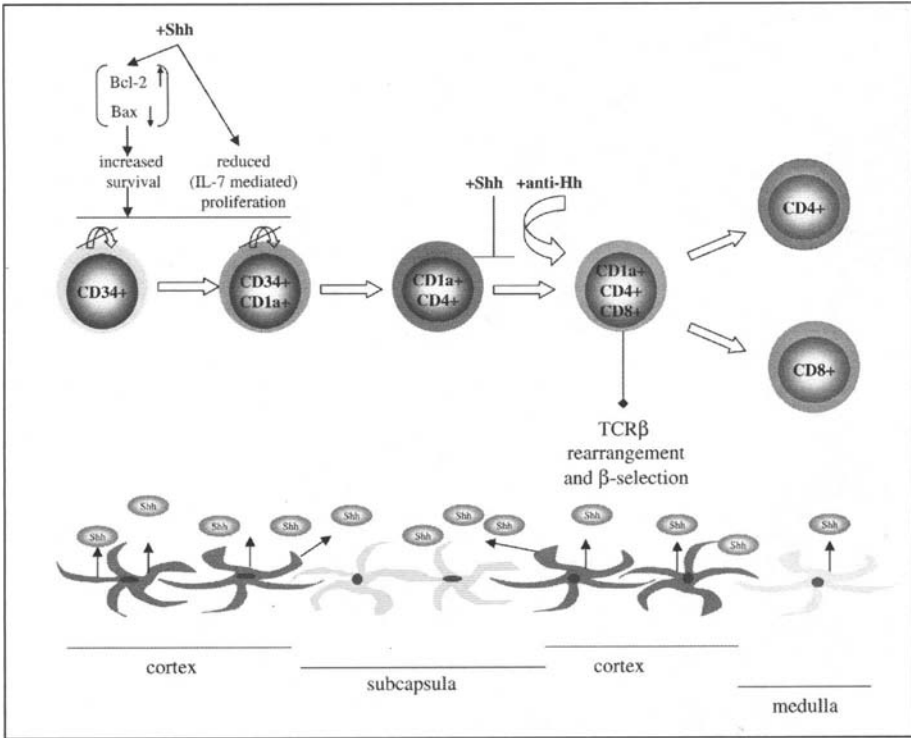 +Shh
Bcl-2
Bax
increased
survival
reduced
(IL-7 mediated)
proliferation
+Shh
+anti-Hh
CD34+
CD34+
CD1a+
CD1a+
CD4+
CD1a+
CD4+
CD8+
CD4+
CD8+
TCRβ
rearrangement
and β-selection
Shh
Shh
Shh
Shh
Shh
Shh
Shh
Shh
Shh
Shh
Shh
Shh
cortex
subcapsula
cortex
medulla